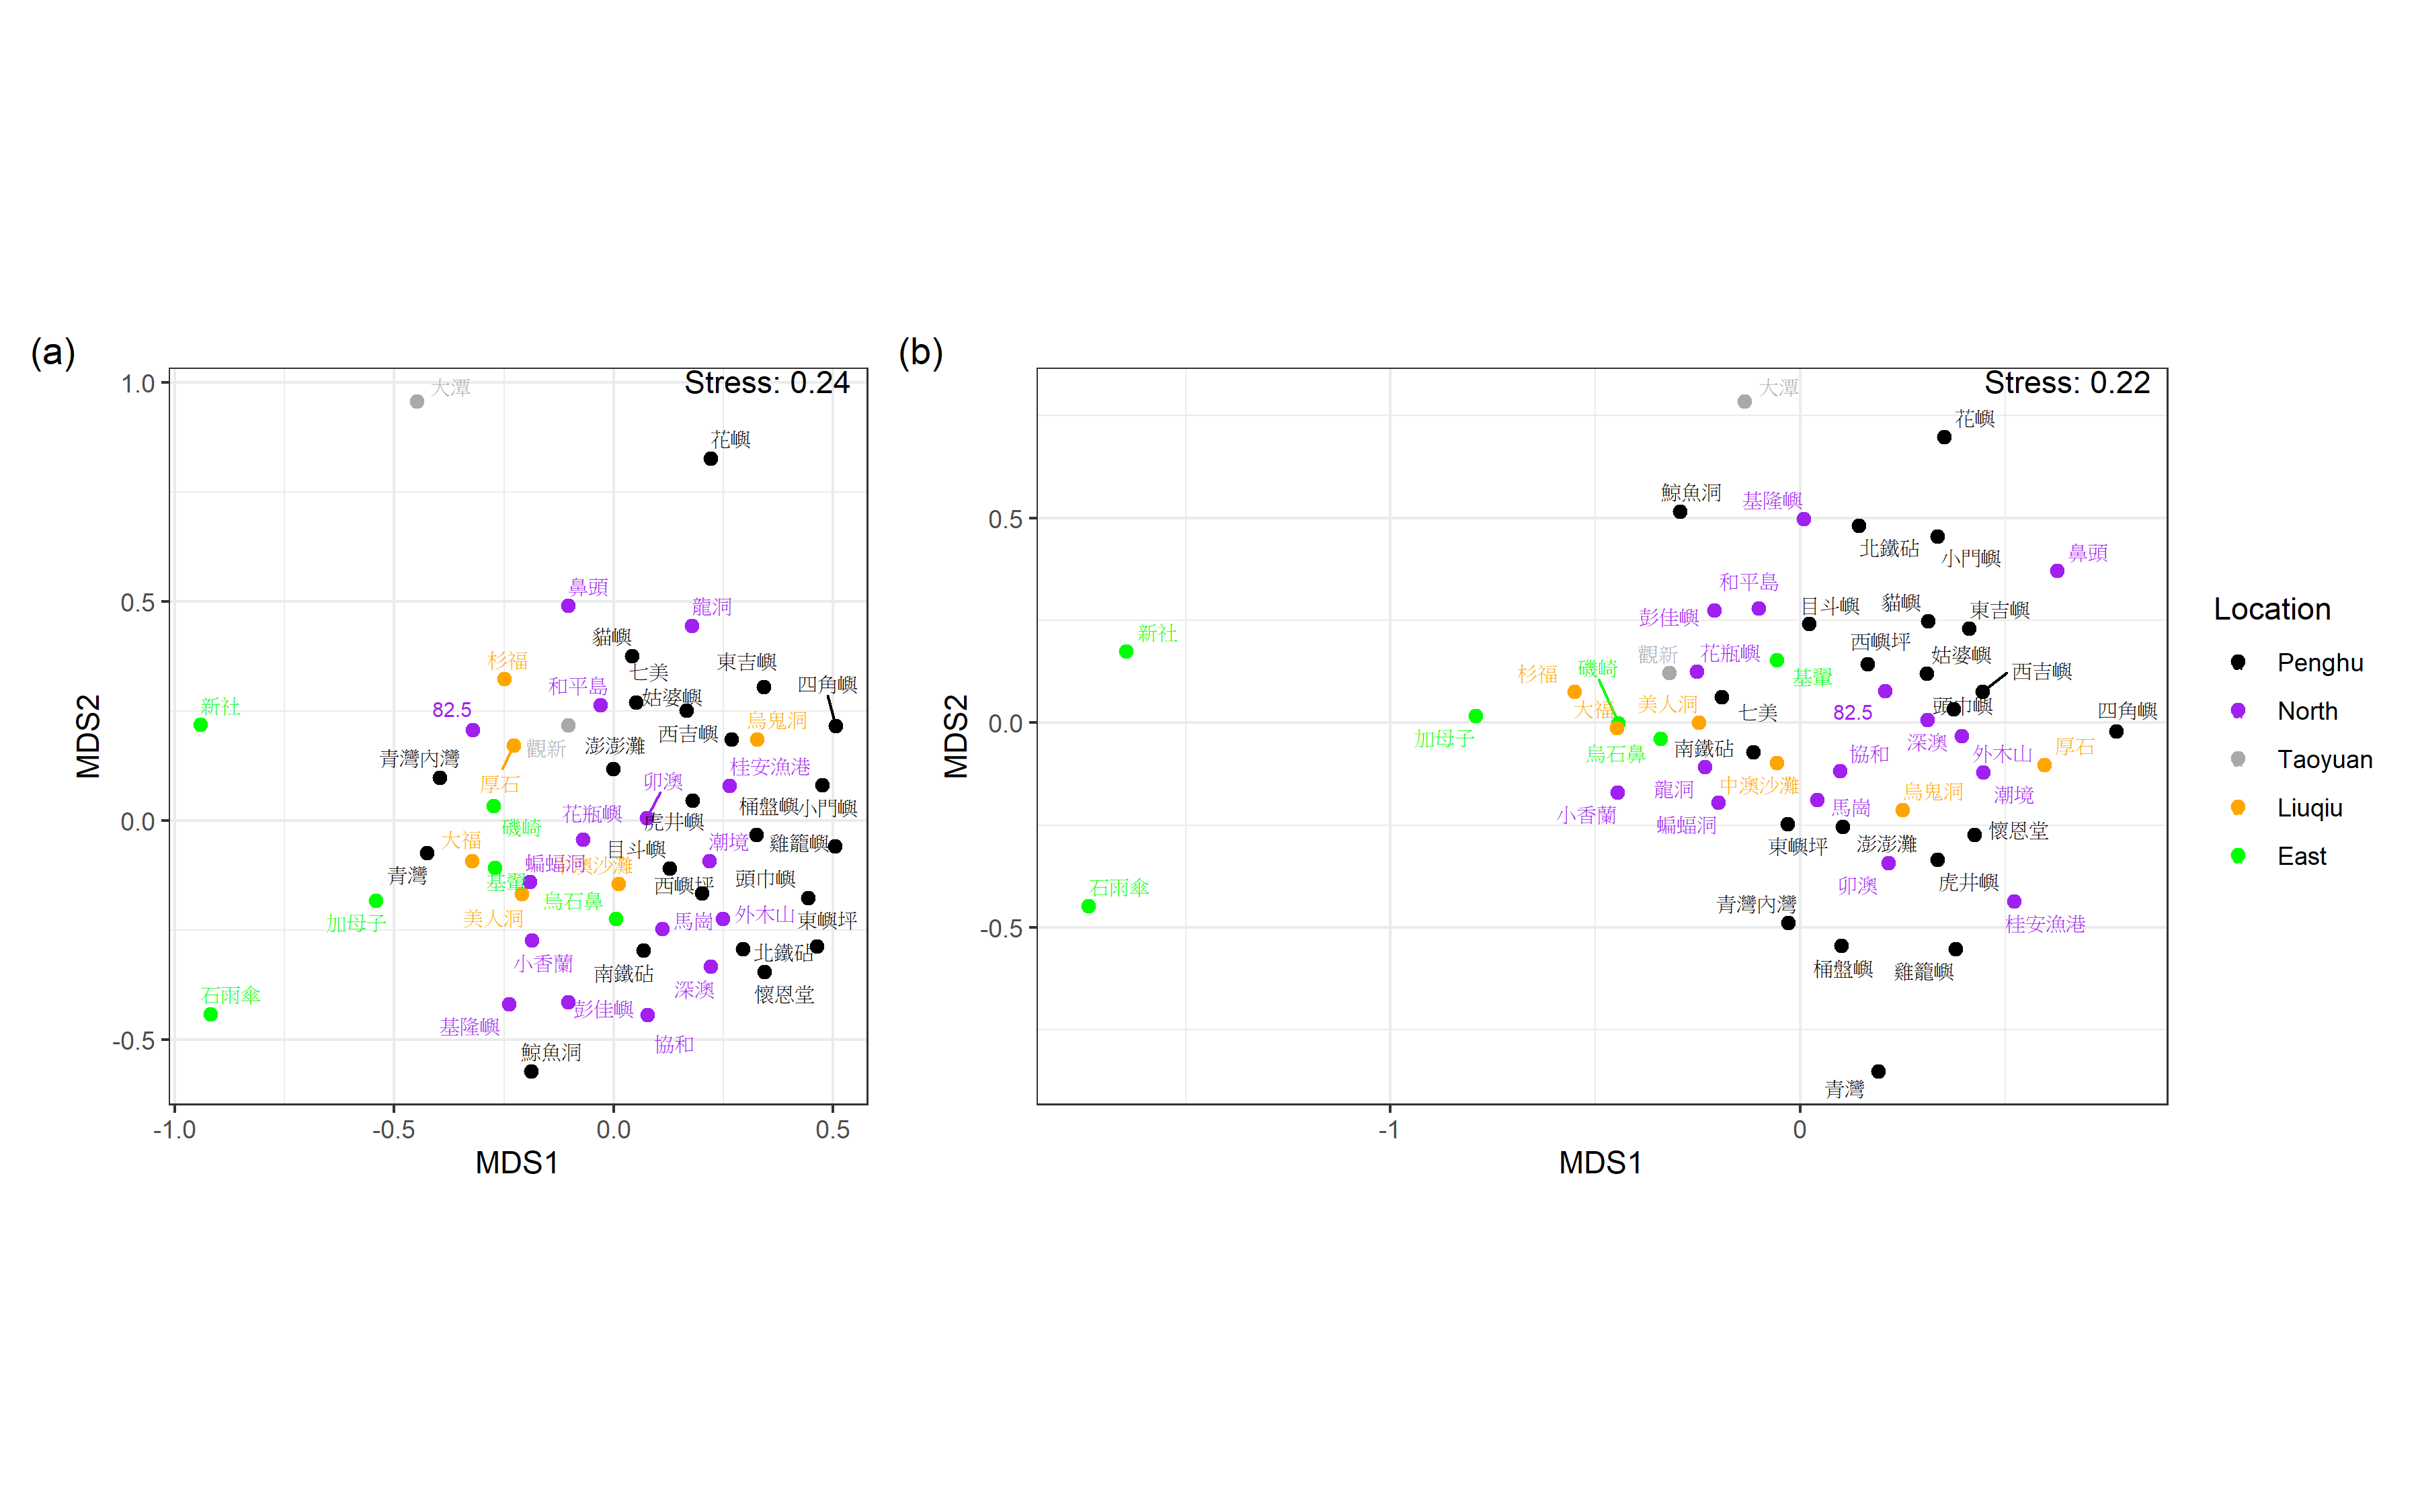 (a)
Stress: 0.24
大潭
花嶼
鼻頭
龍洞
貓嶼
七美
東吉嶼
杉福
和平島
姑婆嶼
四角嶼
新社
82.5
觀新
西吉嶼
烏鬼洞
青灣內灣
厚石
澎澎灘
卯澳
桂安漁港
花瓶嶼
虎井嶼
桶盤嶼
小門嶼
磯崎
大福
目斗嶼
潮境
雞籠嶼
青灣
基翬
蝙蝠洞
中澳沙灘
西嶼坪
頭巾嶼
加母子
美人洞
烏石鼻
馬崗
外木山
東嶼坪
小香蘭
南鐵砧
北鐵砧
深澳
懷恩堂
石雨傘
基隆嶼
彭佳嶼
協和
鯨魚洞
1.0
0.5
0.0
-0.5
-1.0
-0.5
0.0
0.5
MDS1
MDS2
(b)
Stress: 0.22
大潭
花嶼
鯨魚洞
基隆嶼
北鐵砧
小門嶼
鼻頭
和平島
彭佳嶼
目斗嶼
貓嶼
東吉嶼
新社
觀新
花瓶嶼
西嶼坪
姑婆嶼
西吉嶼
杉福
磯崎
基翬
大福
美人洞
七美
82.5
頭巾嶼
四角嶼
加母子
烏石鼻
南鐵砧
深澳
外木山
厚石
協和
小香蘭
龍洞
中澳沙灘
烏鬼洞
潮境
蝙蝠洞
馬崗
東嶼坪
澎澎灘
懷恩堂
石雨傘
卯澳
虎井嶼
青灣內灣
桂安漁港
桶盤嶼
雞籠嶼
青灣
0.5
0.0
-0.5
-1
0
MDS1
MDS2
Location
Penghu
North
Taoyuan
Liuqiu
East